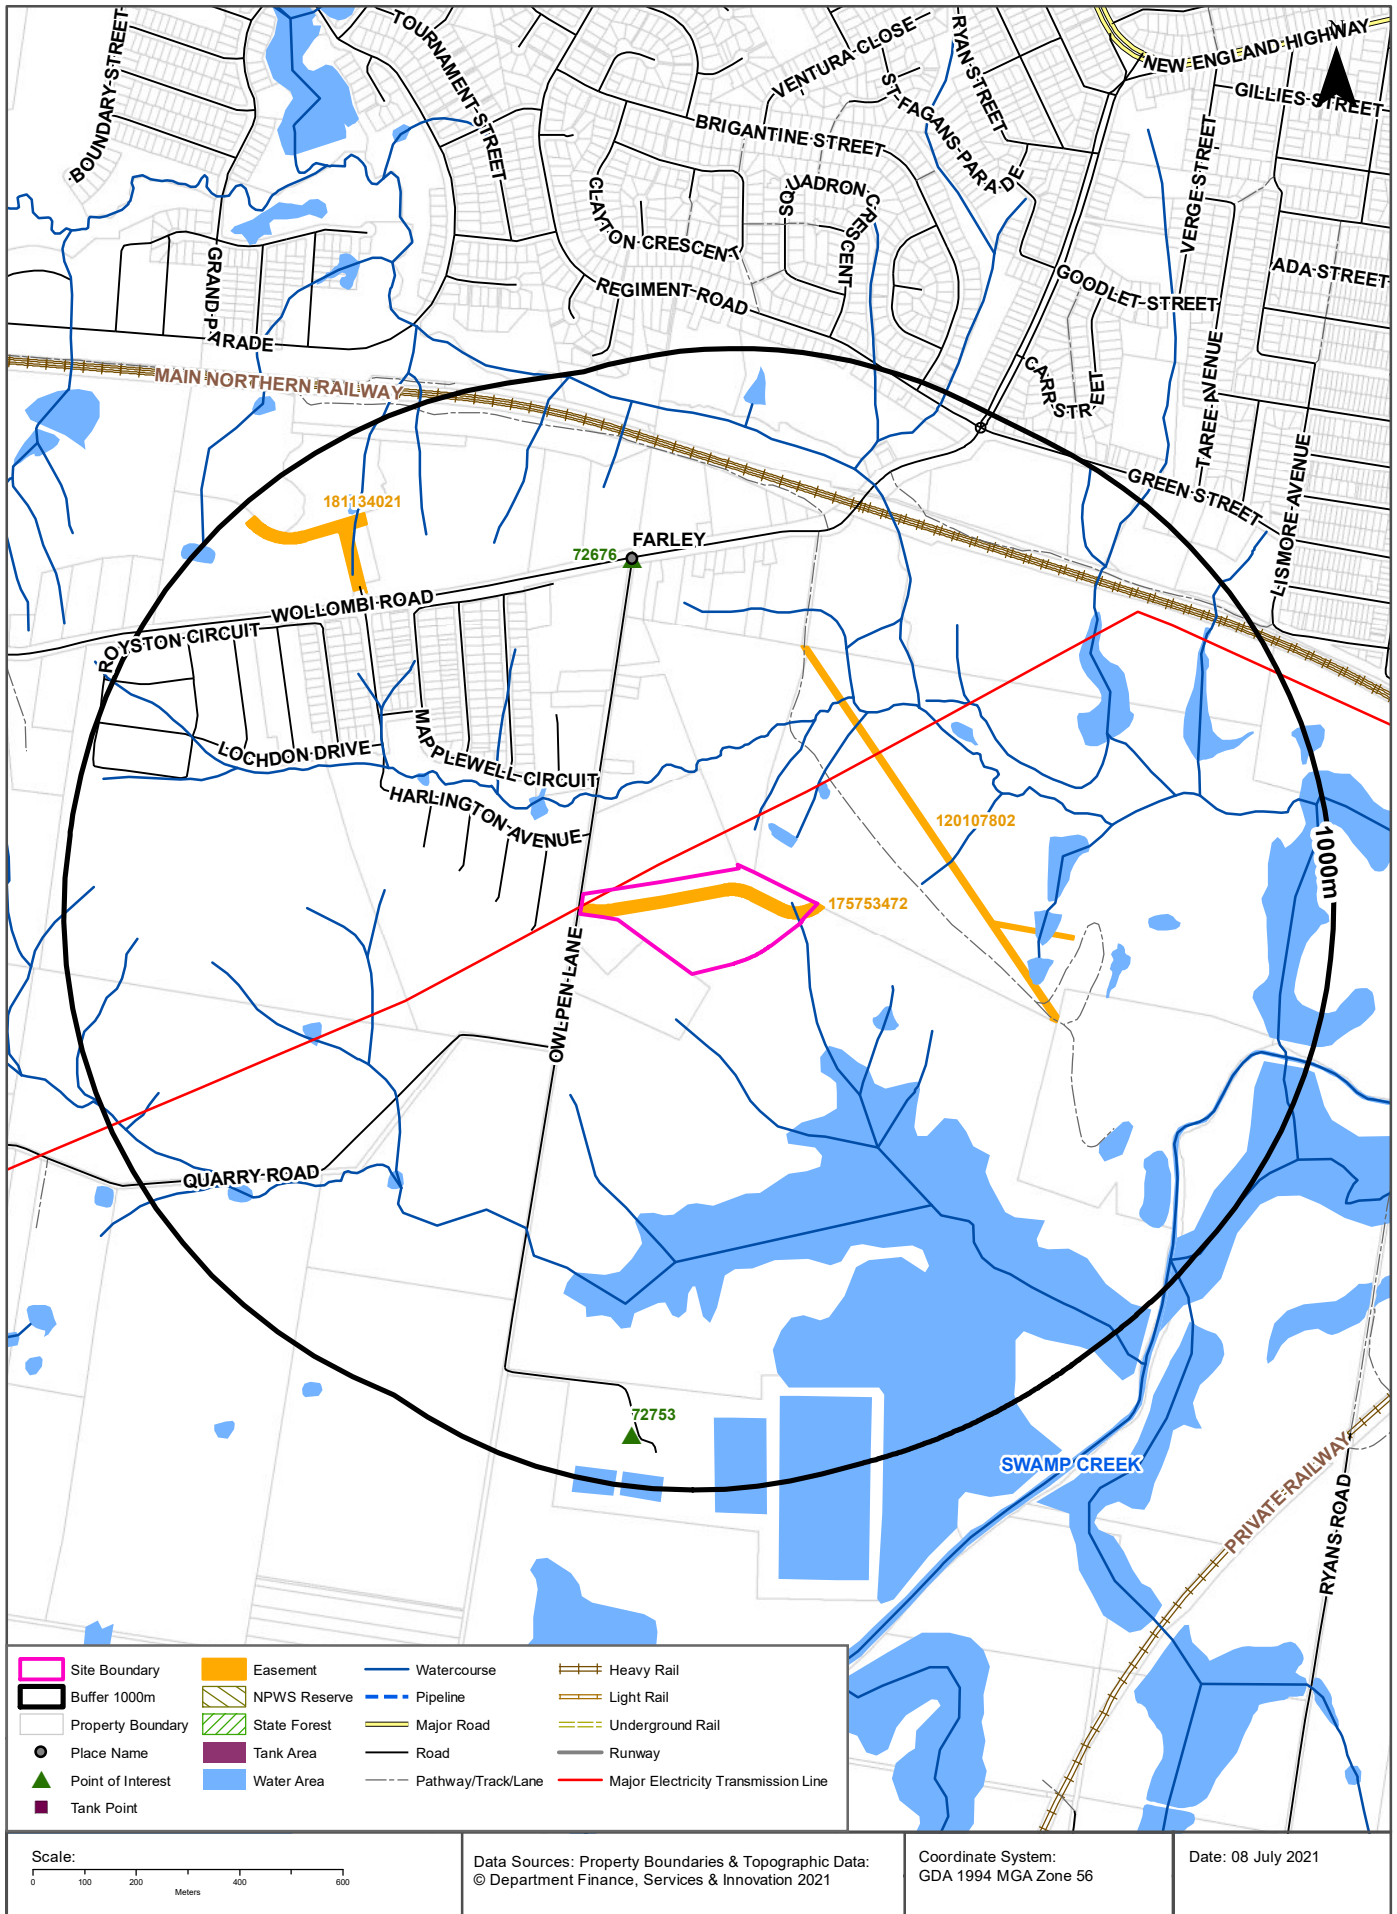 BOUNDARY STREET
TOURNAMENT STREET
VENTURA CLOSE
RYAN STREET
NEW ENGLAND HIGHWAY
N
GILLIES STREET
ST FAGANS PARADE
BRIGANTINE STREET
VERGE STREET
SQUADRON CRESCENT
CLAYTON CRESCENT
REGIMENT ROAD
GRAND PARADE
GOODLET STREET
ADA STREET
CARR STREET
TAREE AVENUE
MAIN NORTHERN RAILWAY
LISMORE AVENUE
GREEN STREET
181134021
FARLEY
72676
WOLLOMBI ROAD
ROYSTON CIRCUIT
LOCHDON DRIVE
MAPPLEWELL CIRCUIT
HARLINGTON AVENUE
120107802
1000m
175753472
OWLPEN LANE
QUARRY ROAD
72753
SWAMP CREEK
PRIVATE RAILWAY
RYANS ROAD
Site Boundary
Buffer 1000m
Property Boundary
Place Name
Point of Interest
Tank Point
Easement
NPWS Reserve
State Forest
Tank Area
Water Area
Watercourse
Pipeline
Major Road
Road
Pathway/Track/Lane
Heavy Rail
Light Rail
Underground Rail
Runway
Major Electricity Transmission Line
Scale:
0 100 200 400 600
Meters
Data Sources: Property Boundaries & Topographic Data:
© Department Finance, Services & Innovation 2021
Coordinate System:
GDA 1994 MGA Zone 56
Date: 08 July 2021